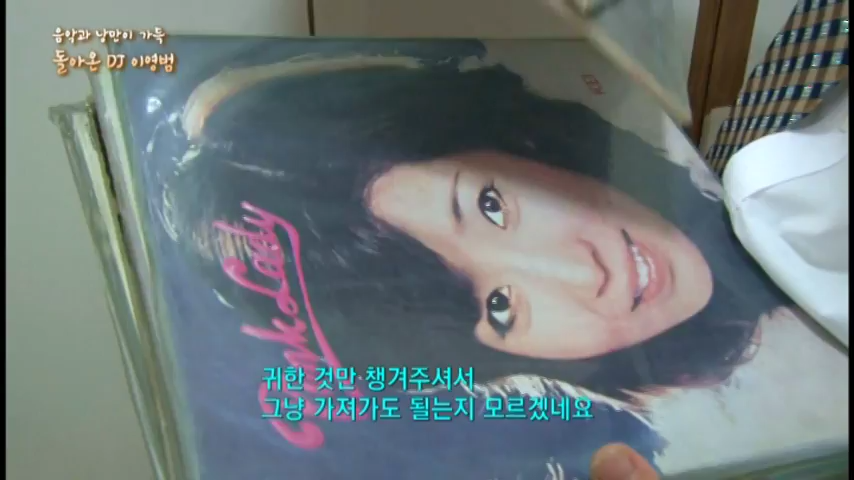 음악과 낭만이 가득
돌아온 DJ 이영범
Pink Lady
귀한 것만 챙겨주셔서
그냥 가져가도 될는지 모르겠네요